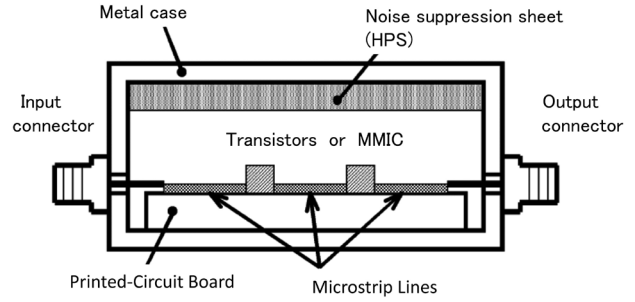 Metal case
Noise suppression sheet
(HPS)
Input
connector
Output
connector
Transistors or MMIC
Printed-Circuit Board
Microstrip Lines